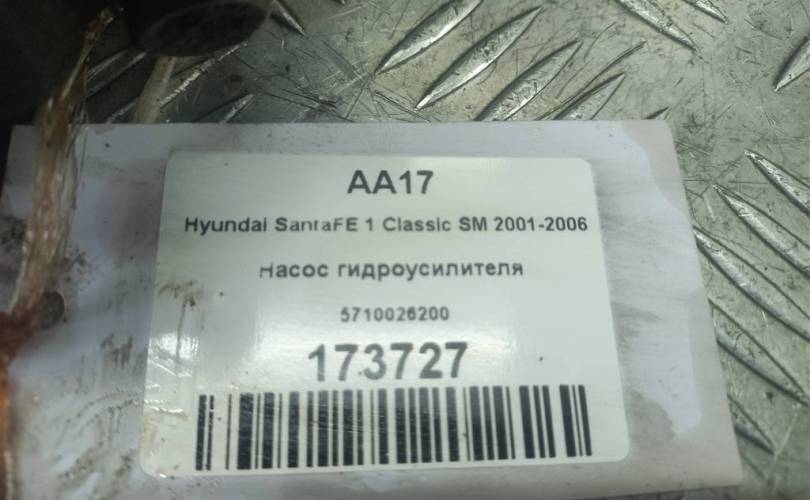 AA17
Hyundai SantaFE 1 Classic SM 2001-2006
Насос гидроусилителя
5710026200
173727